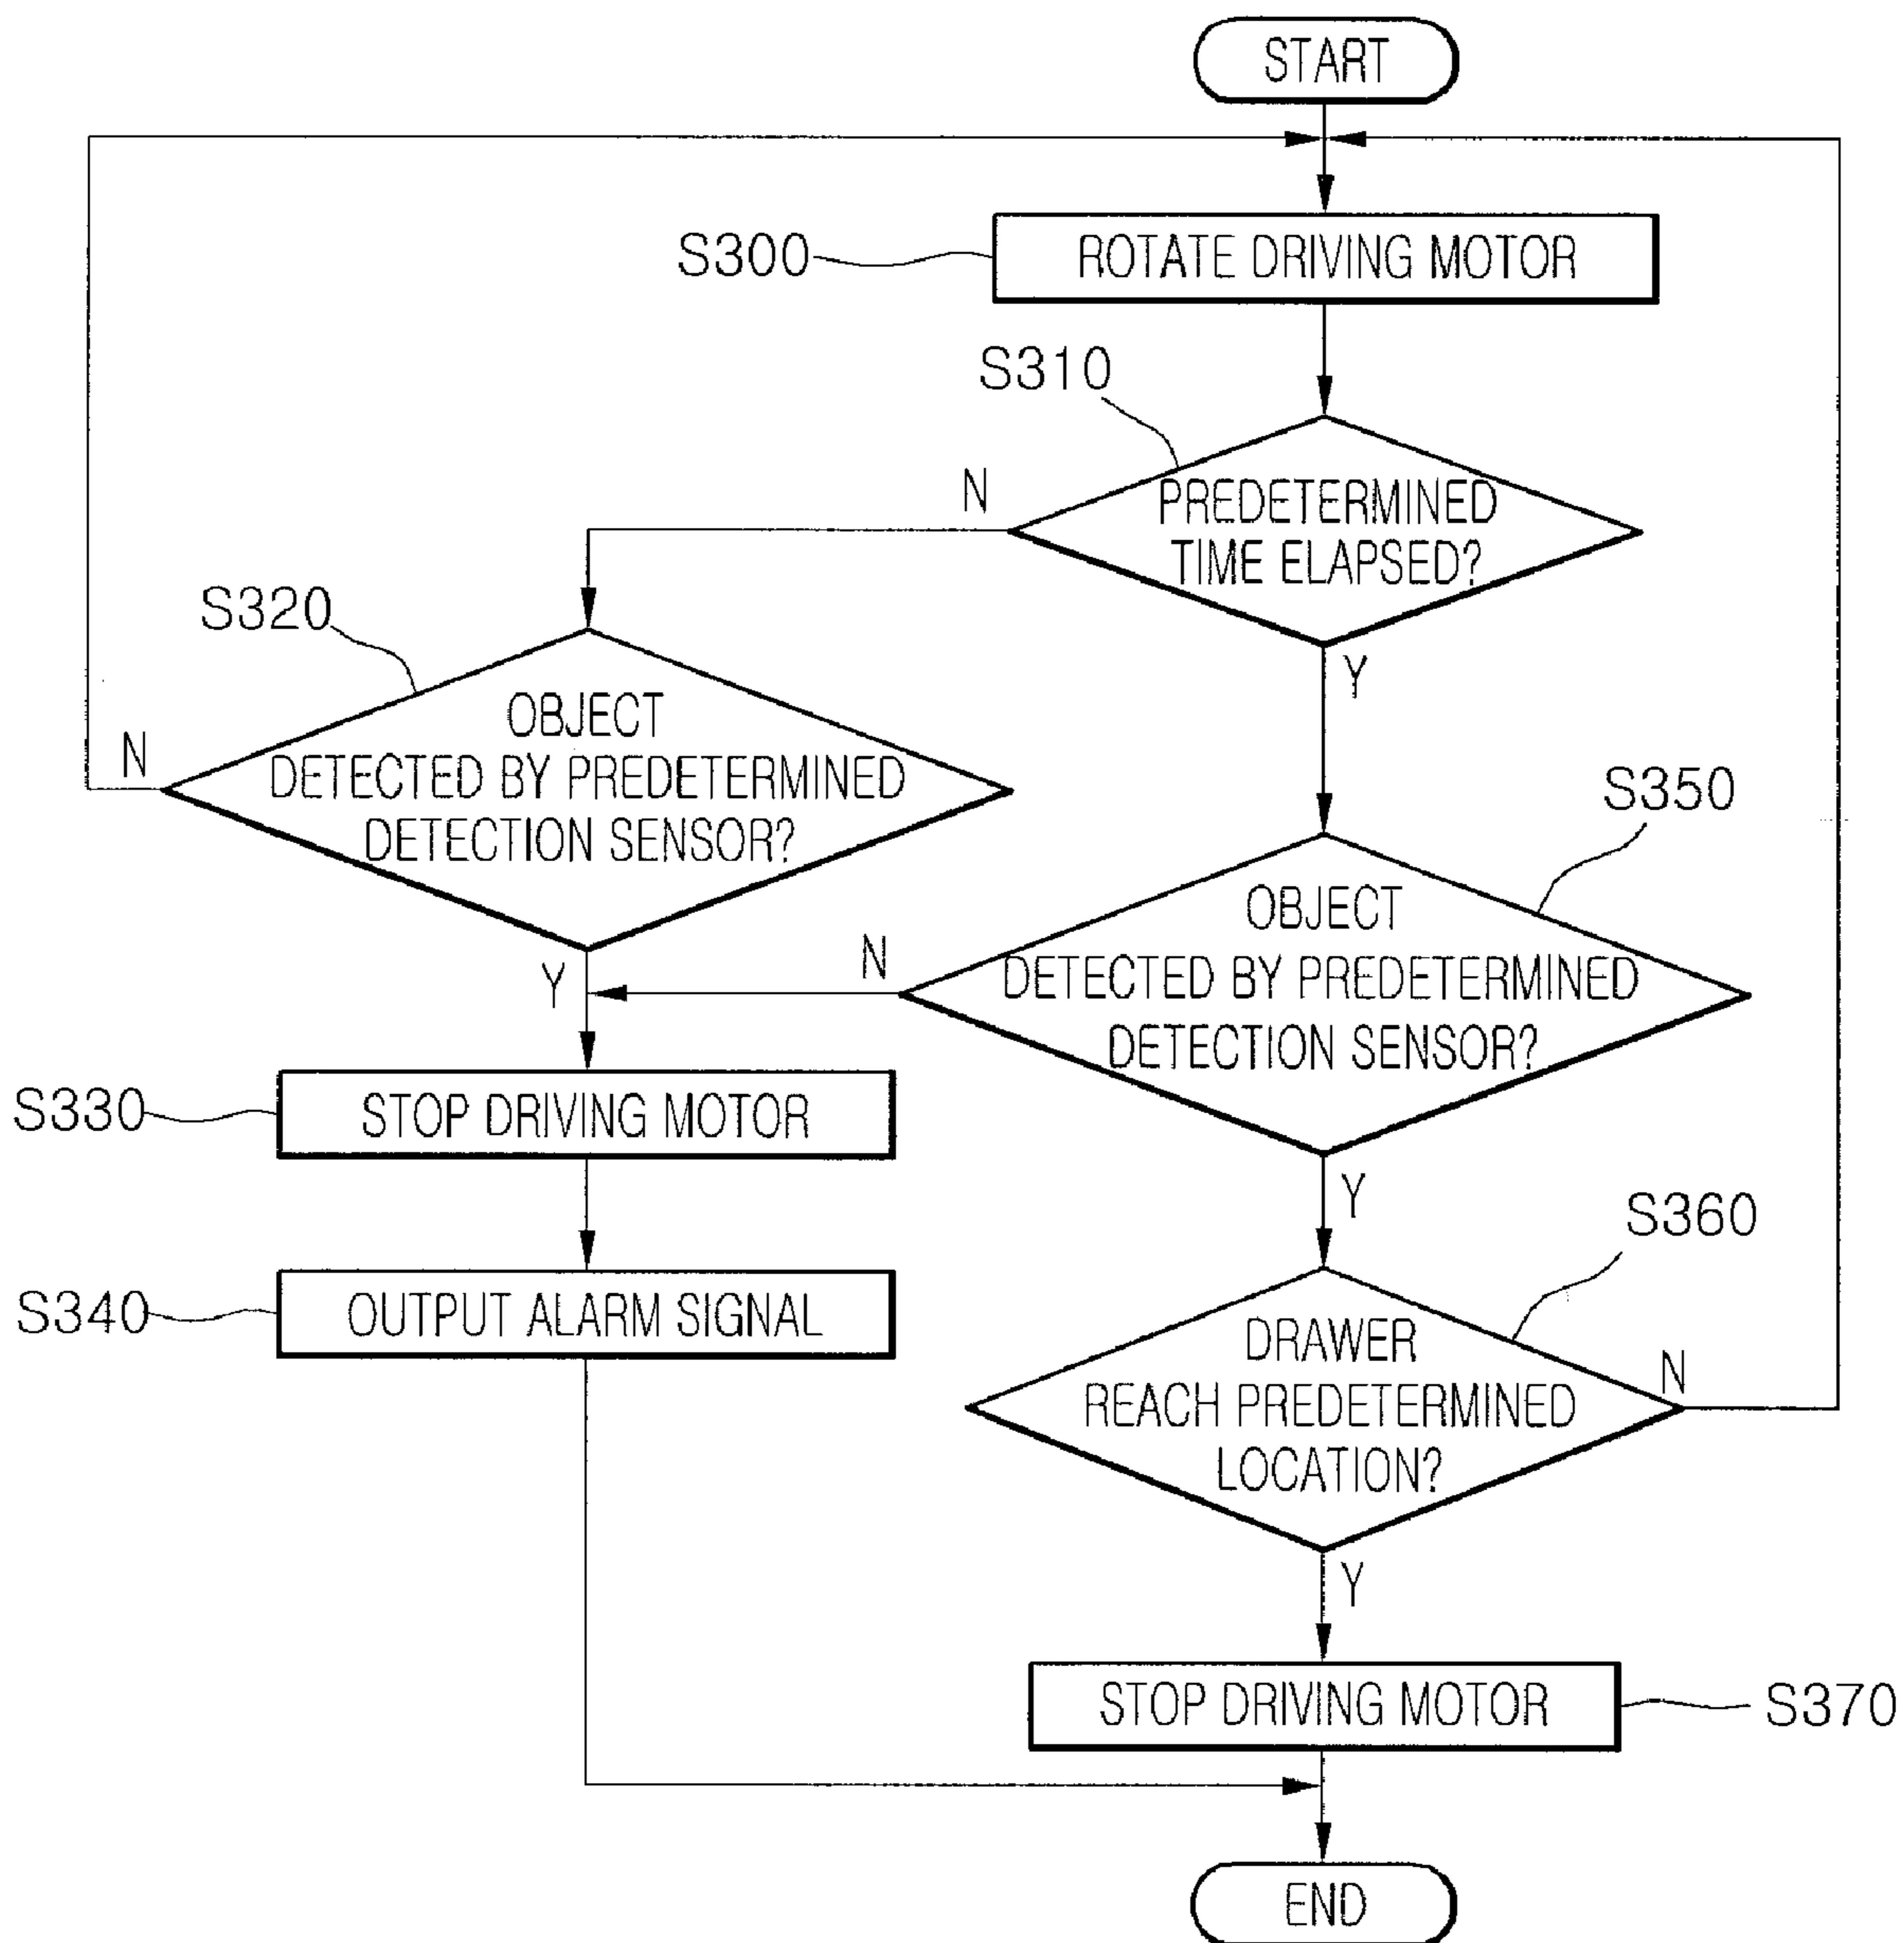 START
S300
ROTATE DRIVING MOTOR
S310
N
PREDETERMINED
TIME ELAPSED?
Y
S320
N
OBJECT
DETECTED BY PREDETERMINED
DETECTION SENSOR?
Y
S350
N
OBJECT
DETECTED BY PREDETERMINED
DETECTION SENSOR?
Y
S330
STOP DRIVING MOTOR
S340
OUTPUT ALARM SIGNAL
S360
DRAWER
REACH PREDETERMINED
LOCATION?
N
Y
STOP DRIVING MOTOR
S370
END